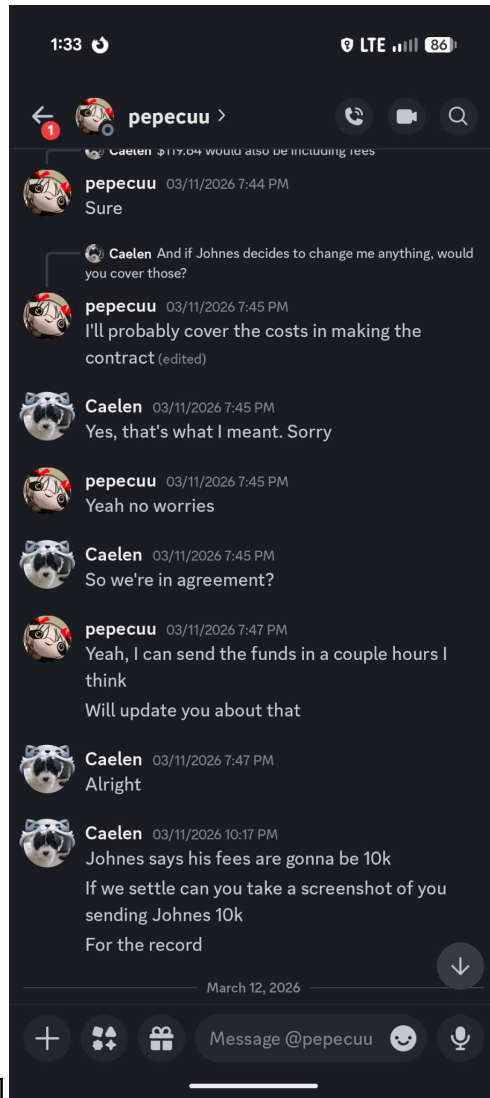 1:33
LTE 86
1
pepecuu
Caelen $119.64 would also be including fees
pepecuu 03/11/2026 7:44 PM
Sure
Caelen And if Johnes decides to change me anything, would
you cover those?
pepecuu 03/11/2026 7:45 PM
I'll probably cover the costs in making the
contract (edited)
Caelen 03/11/2026 7:45 PM
Yes, that's what I meant. Sorry
pepecuu 03/11/2026 7:45 PM
Yeah no worries
Caelen 03/11/2026 7:45 PM
So we're in agreement?
pepecuu 03/11/2026 7:47 PM
Yeah, I can send the funds in a couple hours I
think
Will update you about that
Caelen 03/11/2026 7:47 PM
Alright
Caelen 03/11/2026 10:17 PM
Johnes says his fees are gonna be 10k
If we settle can you take a screenshot of you
sending Johnes 10k
For the record
March 12, 2026
Message @pepecuu